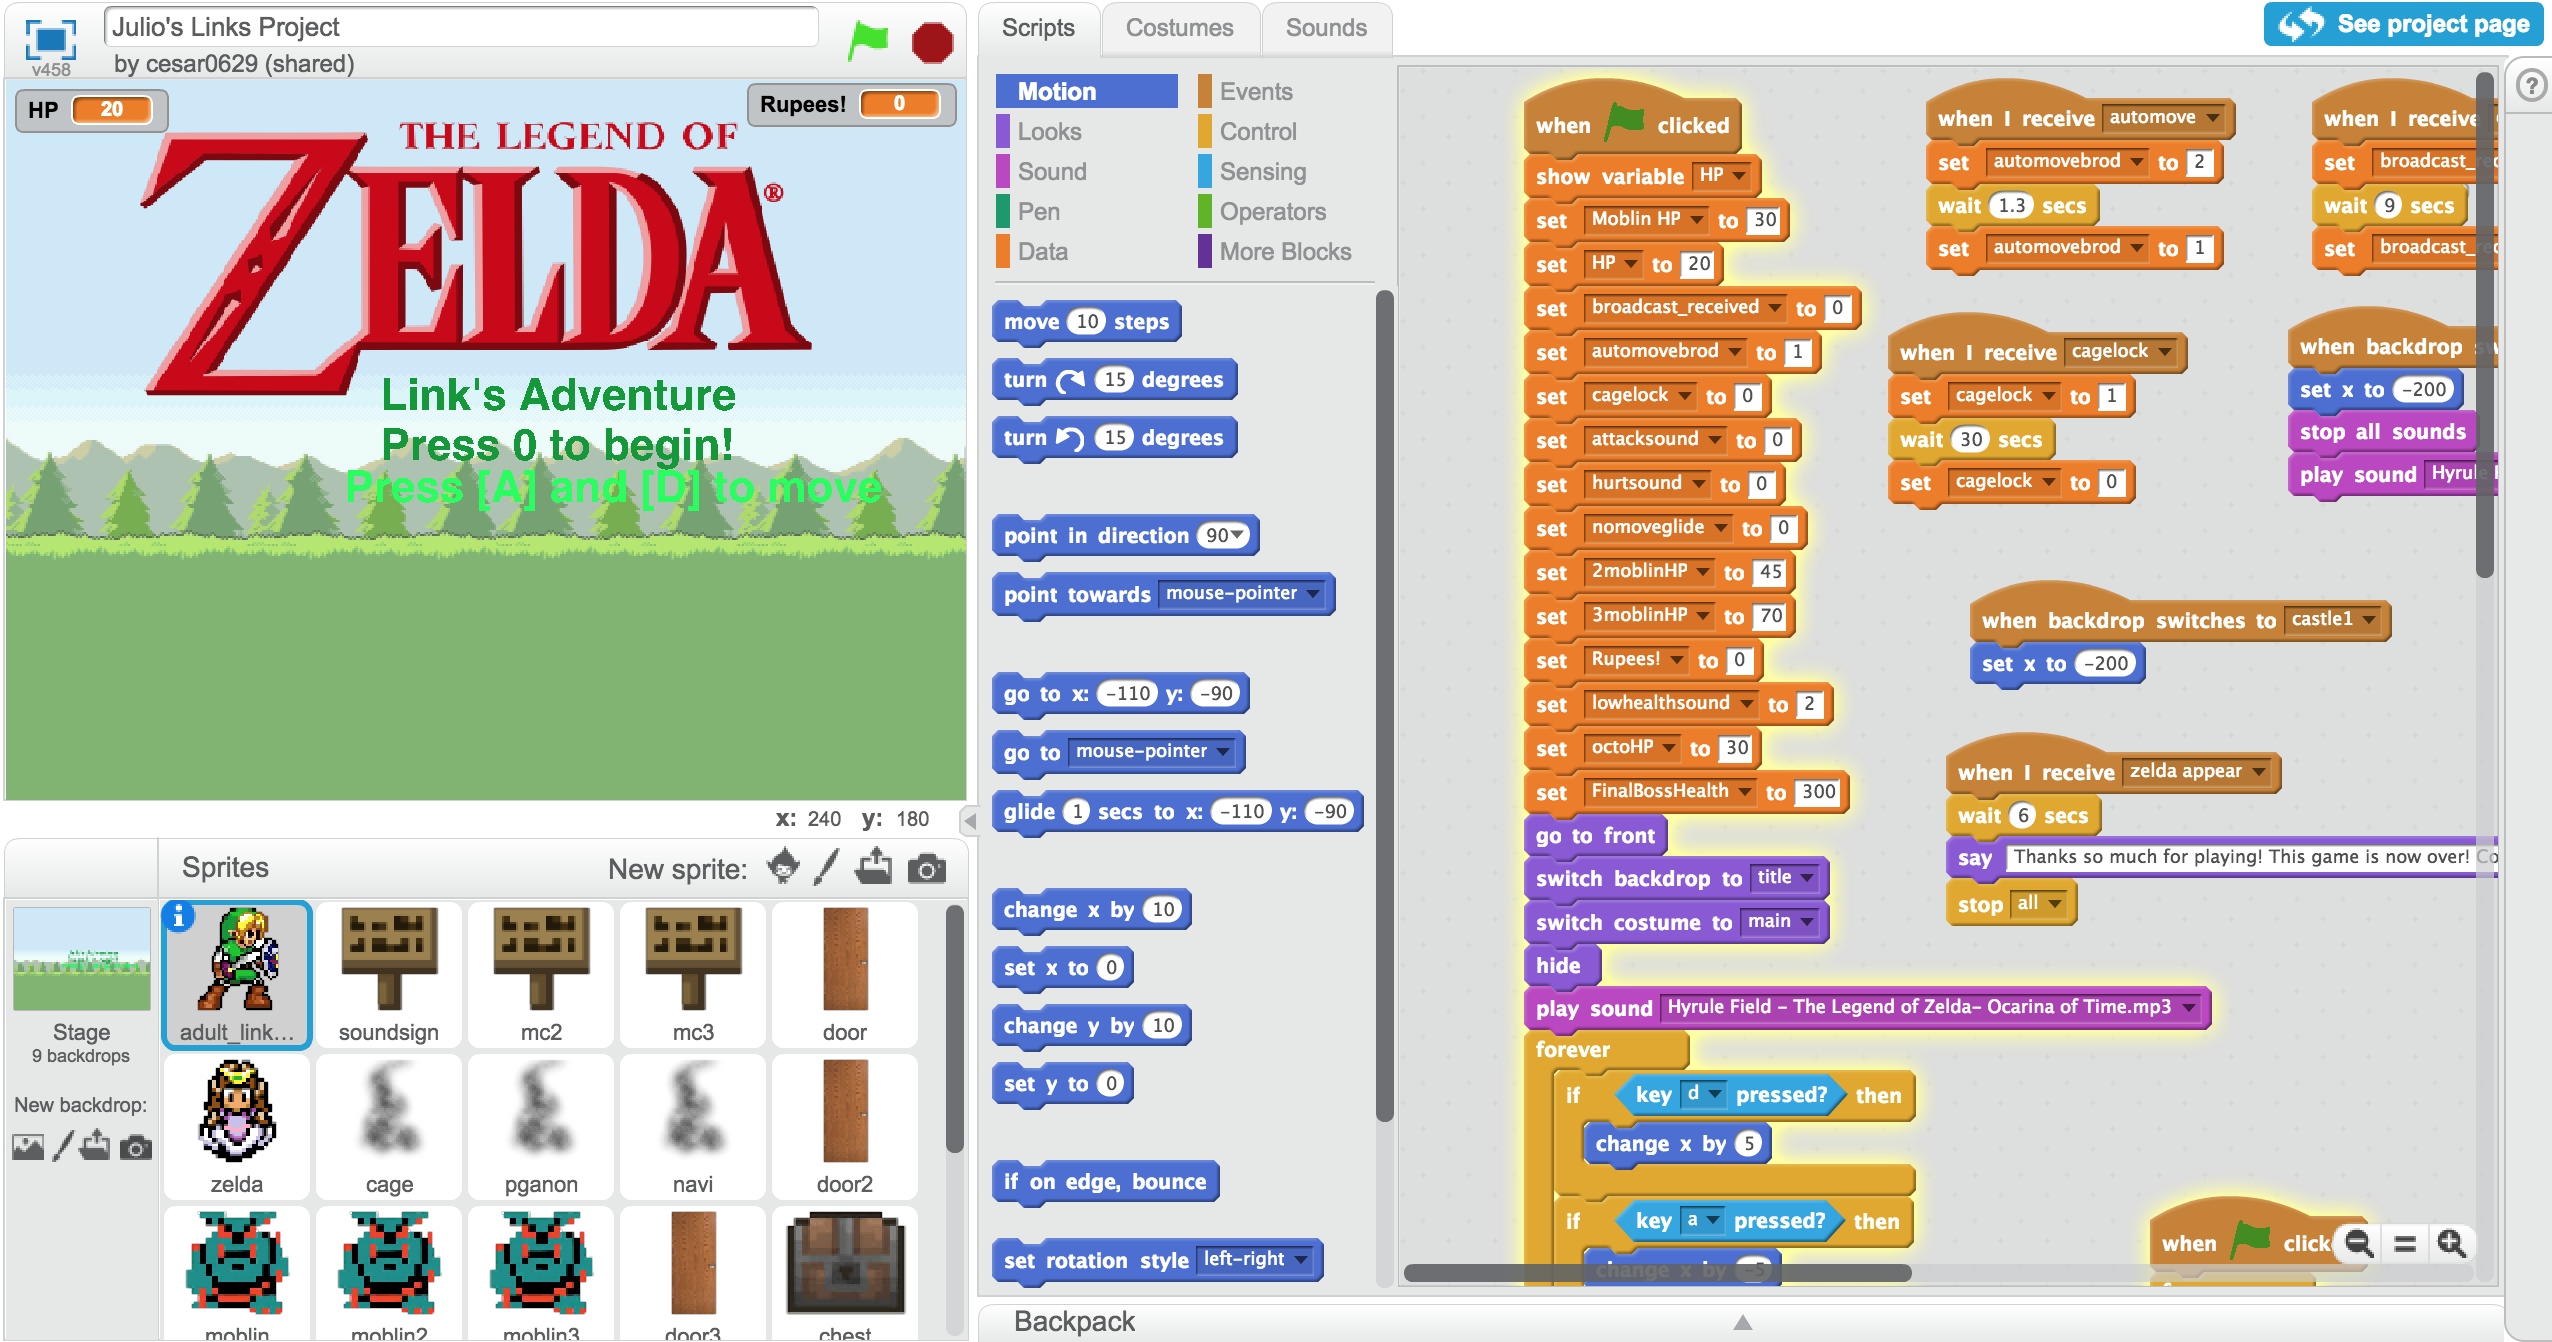 Julio's Links Project
v458
by cesar0629 (shared)
HP 20
Rupees! 0
THE LEGEND OF
ZELDA®
Link's Adventure
Press 0 to begin!
Press [A] and [D] to move
x: 240 y: 180
Sprites
New sprite:
Stage
9 backdrops
New backdrop:
adult_link...
soundsign
mc2
mc3
door
zelda
cage
pganon
navi
door2
moblin
moblin2
moblin3
door3
chest
Scripts
Costumes
Sounds
See project page
?
Motion
Looks
Sound
Pen
Data
Events
Control
Sensing
Operators
More Blocks
move 10 steps
turn 15 degrees
turn 15 degrees
point in direction 90
point towards mouse-pointer
go to x: -110 y: -90
go to mouse-pointer
glide 1 secs to x: -110 y: -90
change x by 10
set x to 0
change y by 10
set y to 0
if on edge, bounce
set rotation style left-right
when clicked
show variable HP
set Moblin HP to 30
set HP to 20
set broadcast_received to 0
set automovebrod to 1
set cagelock to 0
set attacksound to 0
set hurtsound to 0
set nomoveglide to 0
set 2moblinHP to 45
set 3moblinHP to 70
set Rupees! to 0
set lowhealthsound to 2
set octoHP to 30
set FinalBossHealth to 300
go to front
switch backdrop to title
switch costume to main
hide
play sound Hyrule Field - The Legend of Zelda- Ocarina of Time.mp3
forever
if key d pressed? then
change x by 5
if key a pressed? then
change x by -5
when I receive automove
set automovebrod to 2
wait 1.3 secs
set automovebrod to 1
when I receive cagelock
set cagelock to 1
wait 30 secs
set cagelock to 0
when backdrop switches to castle1
set x to -200
when I receive zelda appear
wait 6 secs
say Thanks so much for playing! This game is now over!
stop all
when I receive
set
wait 9 secs
set
when backdrop
set x to -200
stop all sounds
play sound Hyrule
when
Backpack